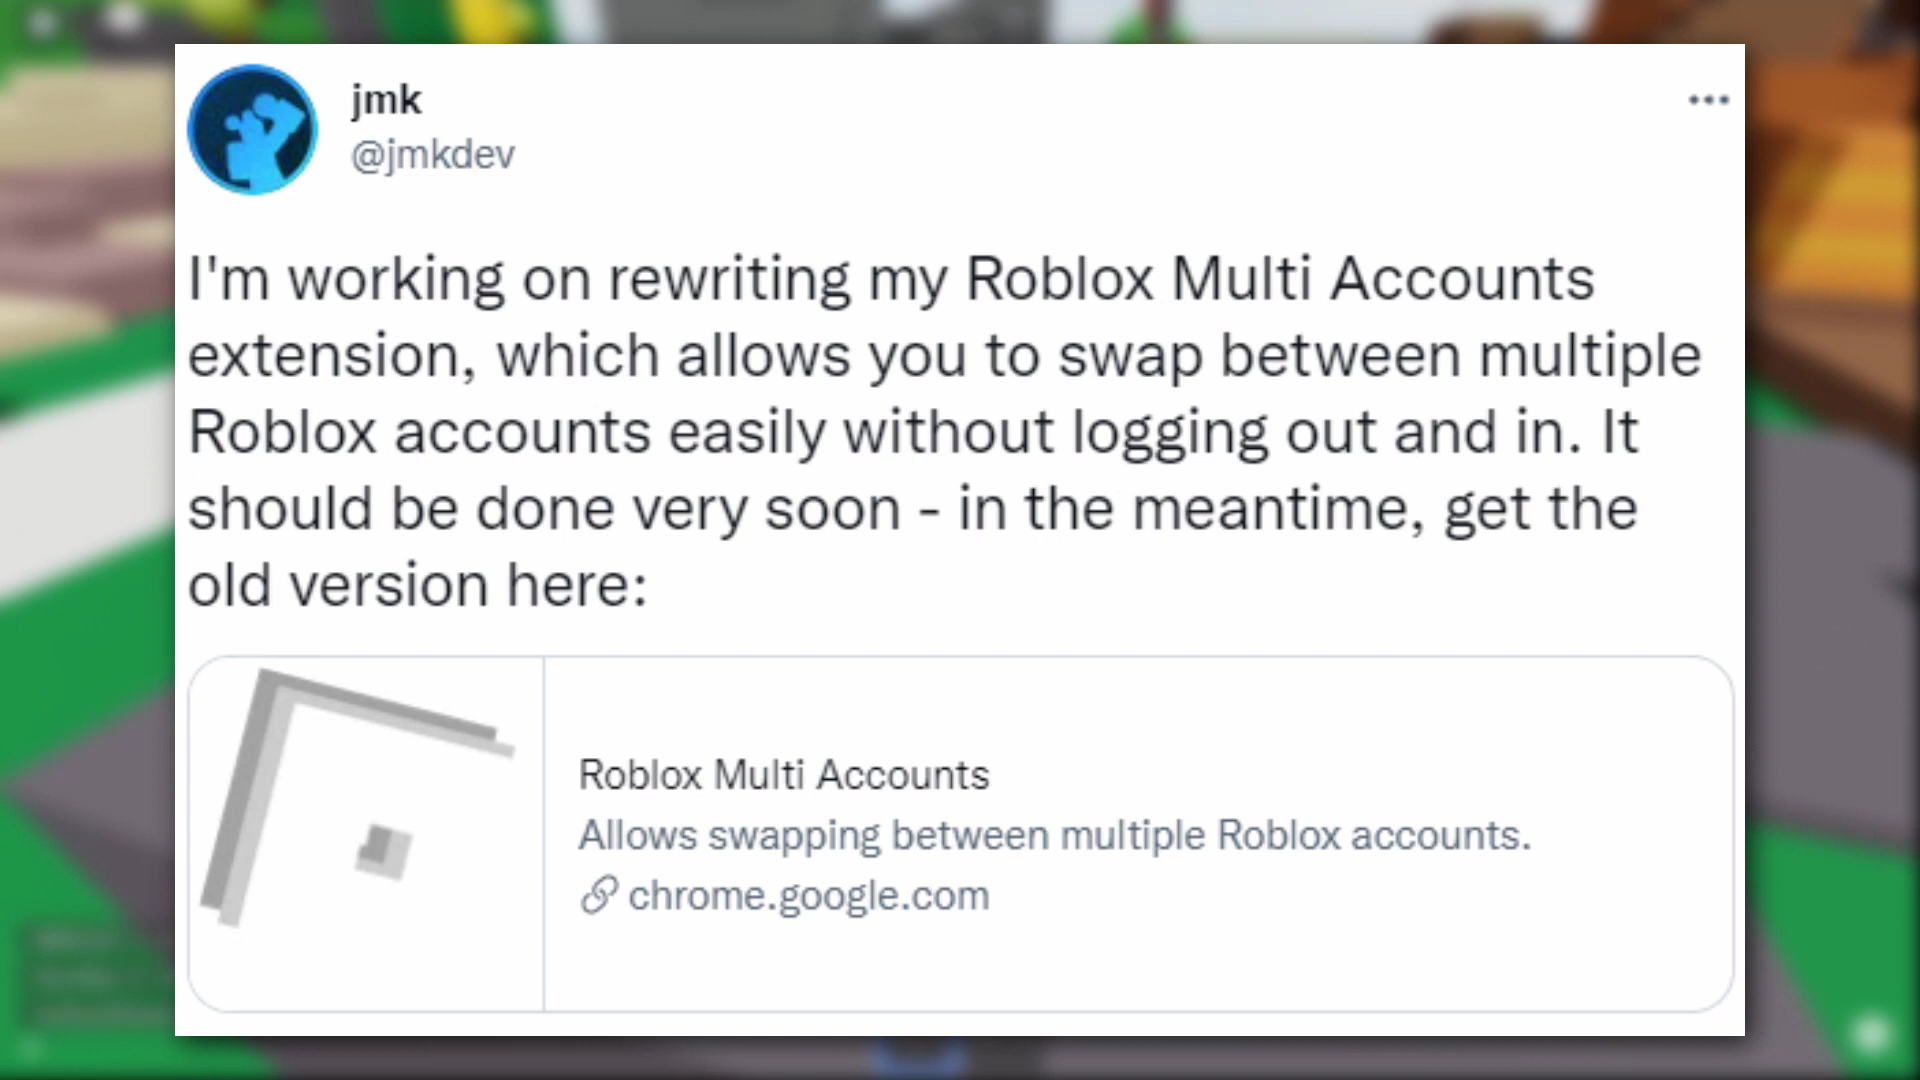 jmk
@jmkdev
I'm working on rewriting my Roblox Multi Accounts
extension, which allows you to swap between multiple
Roblox accounts easily without logging out and in. It
should be done very soon - in the meantime, get the
old version here:
Roblox Multi Accounts
Allows swapping between multiple Roblox accounts.
chrome.google.com